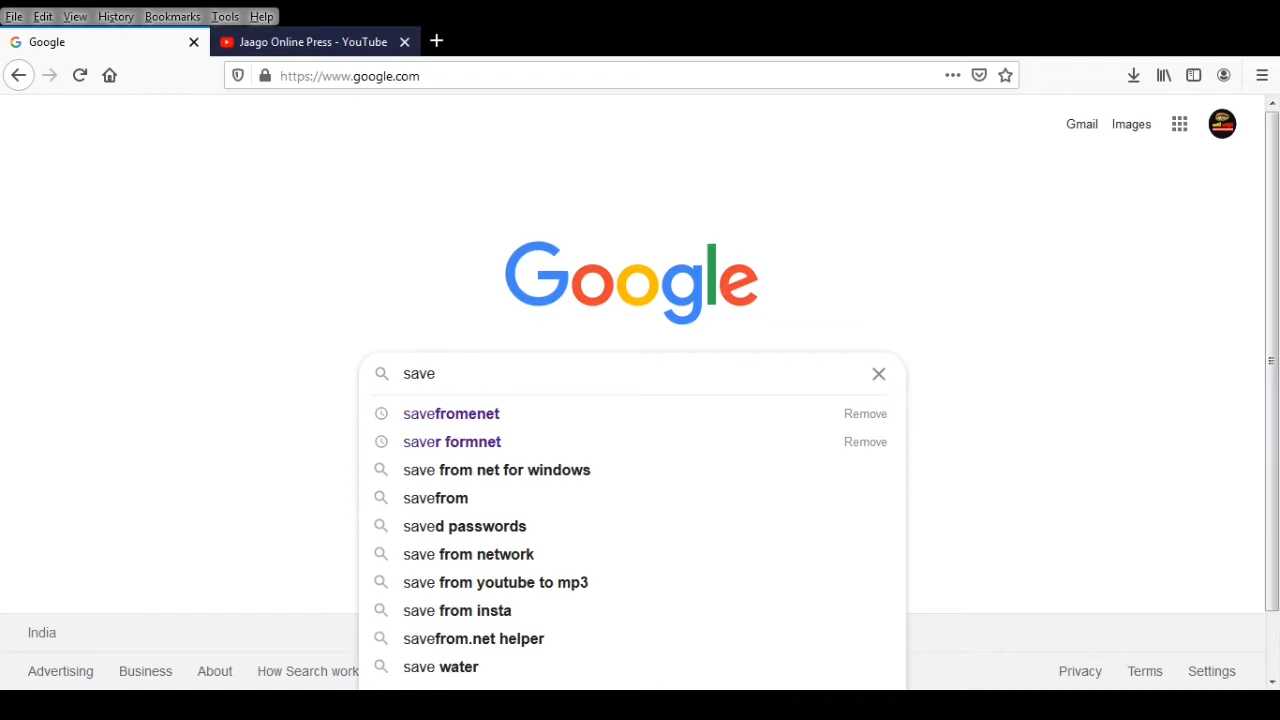 File Edit View History Bookmarks Tools Help
Google
Jaago Online Press - YouTube
https://www.google.com
Gmail Images
Google
save
savefromenet Remove
saver formnet Remove
save from net for windows
savefrom
saved passwords
save from network
save from youtube to mp3
save from insta
savefrom.net helper
save water
India
Advertising Business About How Search work Privacy Terms Settings